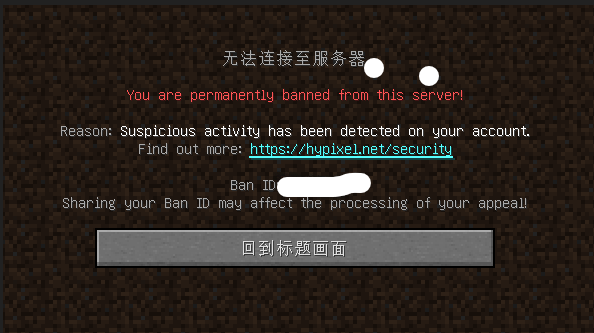 无法连接至服务器
You are permanently banned from this server!
Reason: Suspicious activity has been detected on your account.
Find out more: https://hypixel.net/security
Ban ID
Sharing your Ban ID may affect the processing of your appeal!
回到标题画面